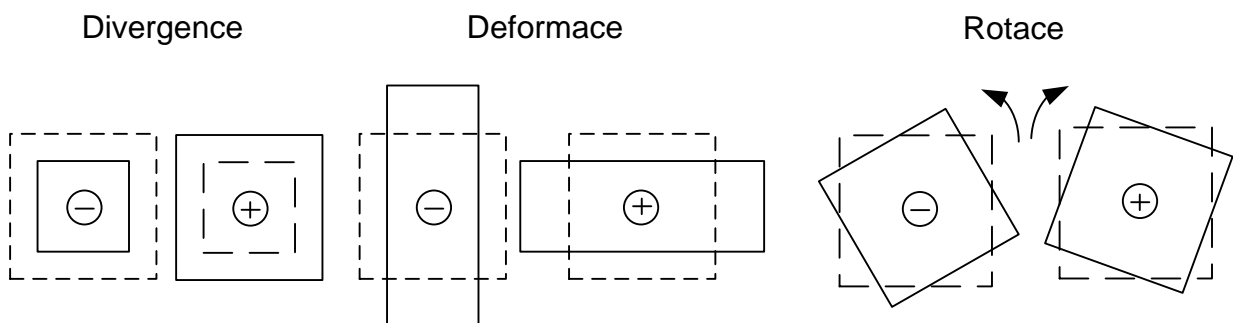 Divergence Deformace Rotace
− + − + − +